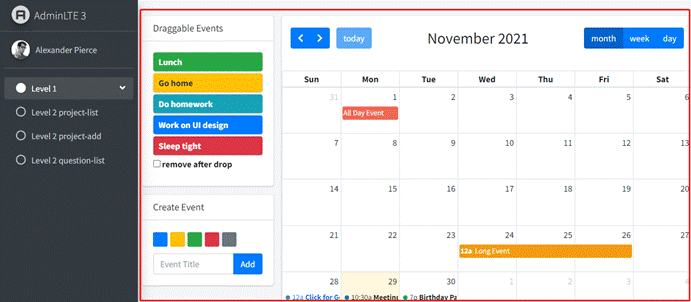 AdminLTE 3
Alexander Pierce
Level 1
Level 2 project-list
Level 2 project-add
Level 2 question-list
Draggable Events
Lunch
Go home
Do homework
Work on UI design
Sleep tight
remove after drop
Create Event
Event Title
Add
today
November 2021
month week day
Sun Mon Tue Wed Thu Fri Sat
31 1 2 3 4 5 6
All Day Event
7 8 9 10 11 12 13
14 15 16 17 18 19 20
21 22 23 24 25 26 27
12a Long Event
28 29 30 1 2 3 4
12a Click for G
10:30a Meeting
7p Birthday Pa